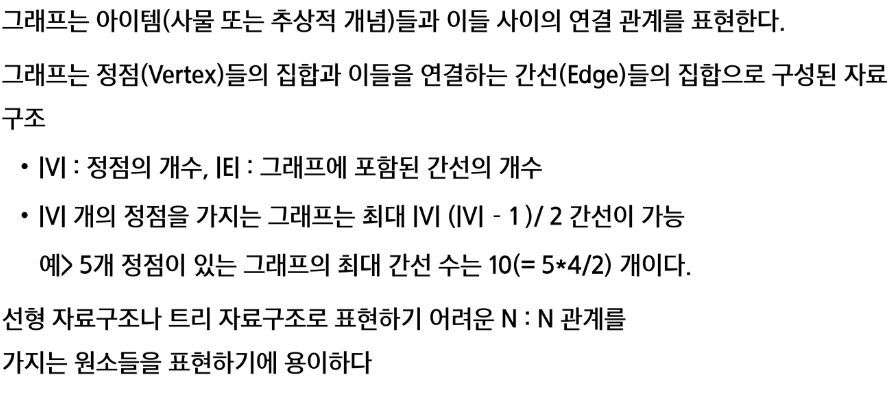 그래프는 아이템(사물 또는 추상적 개념)들과 이들 사이의 연결 관계를 표현한다.
그래프는 정점(Vertex)들의 집합과 이들을 연결하는 간선(Edge)들의 집합으로 구성된 자료
구조
• |V| : 정점의 개수, |E| : 그래프에 포함된 간선의 개수
• |V| 개의 정점을 가지는 그래프는 최대 |V| (|V| - 1 )/ 2 간선이 가능
예> 5개 정점이 있는 그래프의 최대 간선 수는 10(= 5*4/2) 개이다.
선형 자료구조나 트리 자료구조로 표현하기 어려운 N : N 관계를
가지는 원소들을 표현하기에 용이하다